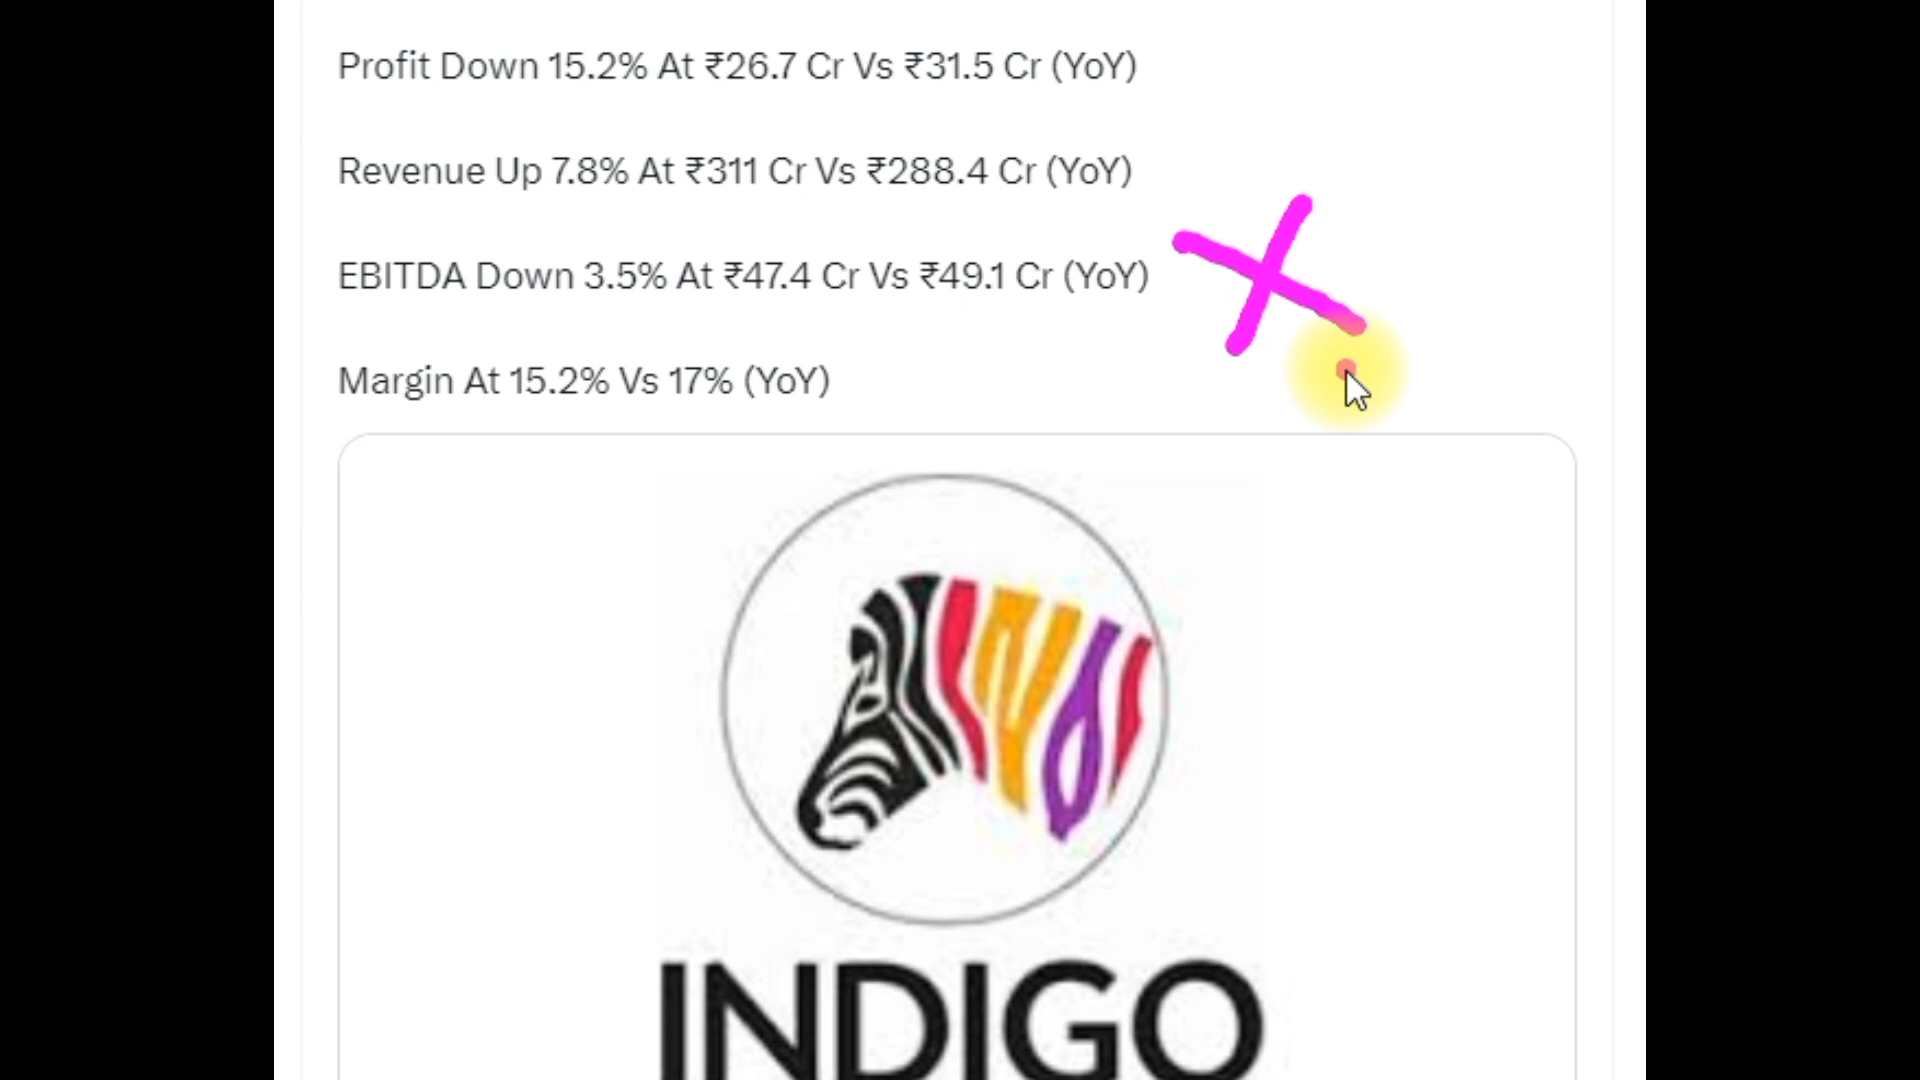 Profit Down 15.2% At ₹26.7 Cr Vs ₹31.5 Cr (YoY)
Revenue Up 7.8% At ₹311 Cr Vs ₹288.4 Cr (YoY)
EBITDA Down 3.5% At ₹47.4 Cr Vs ₹49.1 Cr (YoY)
Margin At 15.2% Vs 17% (YoY)
INDIGO